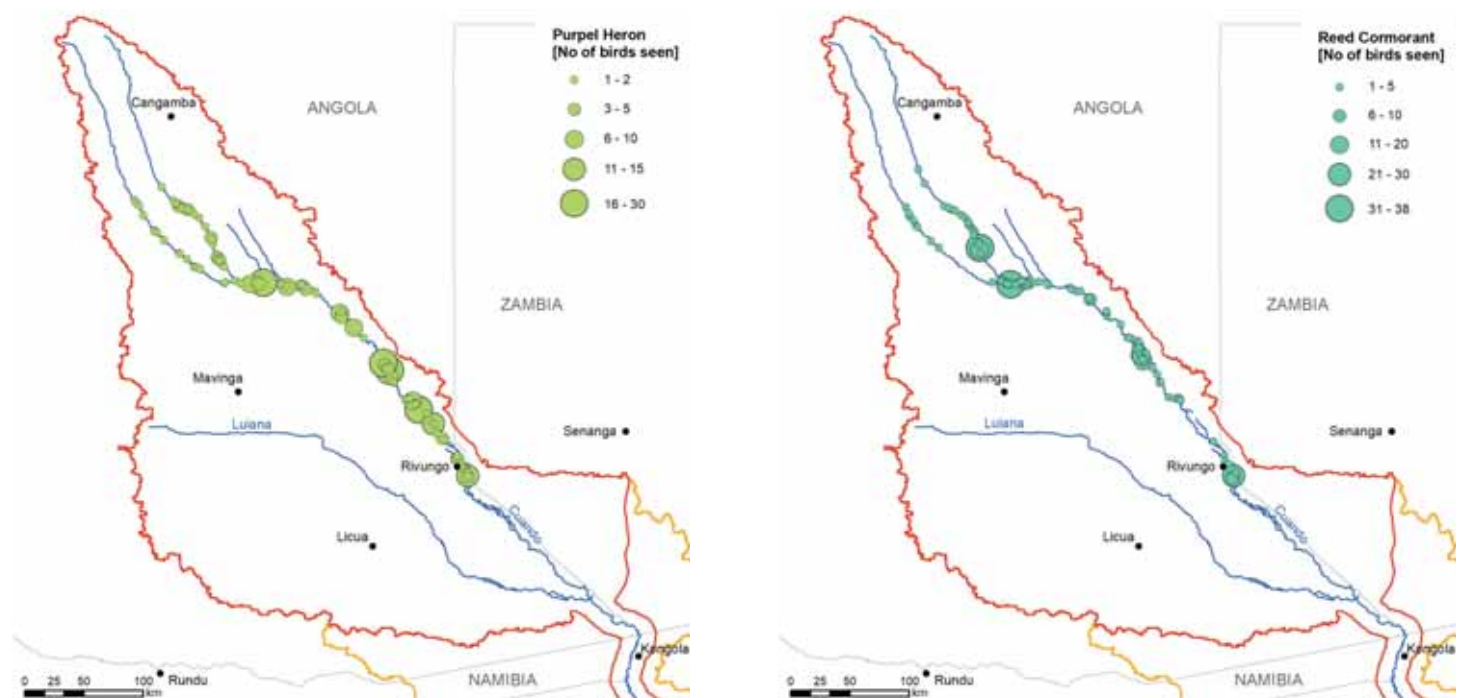 Purpel Heron
[No of birds seen]
1 - 2
3 - 5
6 - 10
11 - 15
16 - 30
Cangamba
ANGOLA
ZAMBIA
Mavinga
Luiana
Senanga
Rivungo
Cuando
Licua
Kongola
NAMIBIA
Rundu
0 25 50 100
km
Reed Cormorant
[No of birds seen]
1 - 5
6 - 10
11 - 20
21 - 30
31 - 38
Cangamba
ANGOLA
ZAMBIA
Mavinga
Luiana
Senanga
Rivungo
Cuando
Licua
Kongola
NAMIBIA
Rundu
0 25 50 100
km